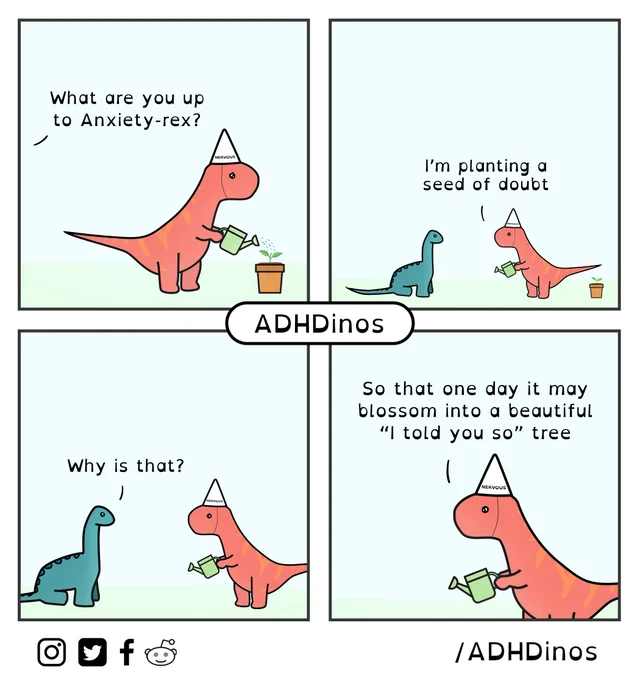 What are you up
to Anxiety-rex?
NERVOUS
I'm planting a
seed of doubt
ADHDinos
Why is that?
NERVOUS
So that one day it may
blossom into a beautiful
“I told you so” tree
NERVOUS
/ADHDinos